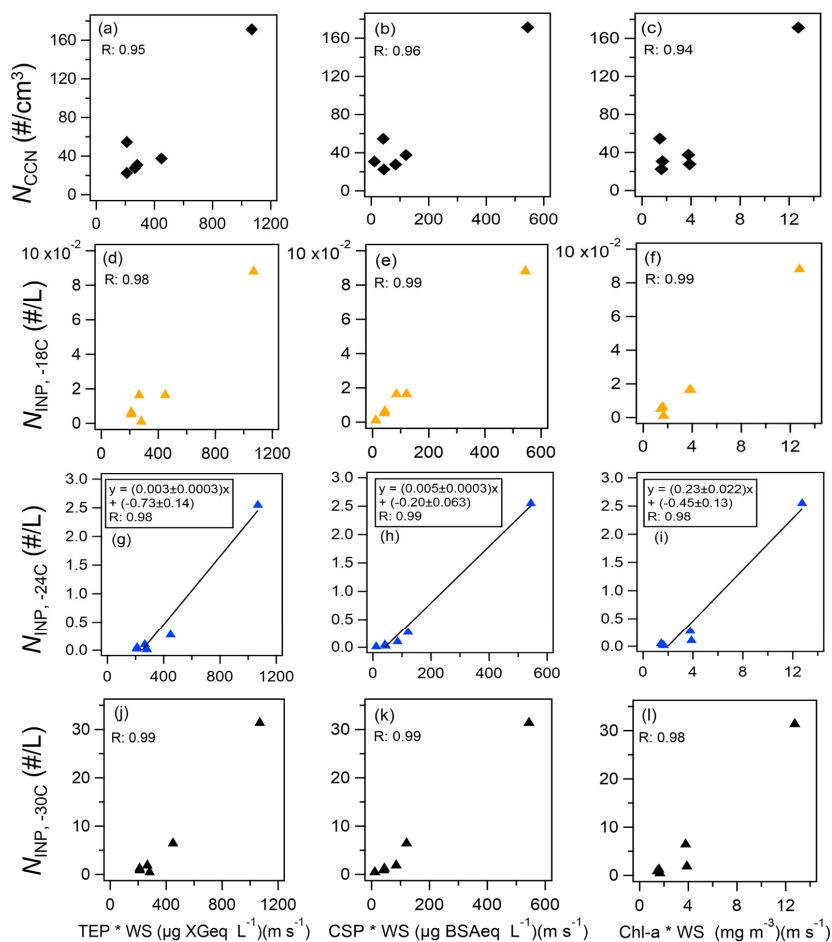 (a)
R: 0.95
(b)
R: 0.96
(c)
R: 0.94
N_CCN (#/cm³)
160
120
80
40
0
0 400 800 1200
160
120
80
40
0
0 200 400 600
160
120
80
40
0
0 4 8 12
(d)
R: 0.98
(e)
R: 0.99
(f)
R: 0.99
N_INP, -18C (#/L)
10 x10⁻²
8
6
4
2
0
0 400 800 1200
10 x10⁻²
8
6
4
2
0
0 200 400 600
10 x10⁻²
8
6
4
2
0
0 4 8 12
y = (0.003±0.0003)x
+ (-0.73±0.14)
R: 0.98
(g)
y = (0.005±0.0003)x
+ (-0.20±0.063)
R: 0.99
(h)
y = (0.23±0.022)x
+ (-0.45±0.13)
R: 0.98
(i)
N_INP, -24C (#/L)
3.0
2.5
2.0
1.5
1.0
0.5
0.0
0 400 800 1200
3.0
2.5
2.0
1.5
1.0
0.5
0.0
0 200 400 600
3.0
2.5
2.0
1.5
1.0
0.5
0.0
0 4 8 12
(j)
R: 0.99
(k)
R: 0.99
(l)
R: 0.98
N_INP, -30C (#/L)
30
20
10
0
0 400 800 1200
30
20
10
0
0 200 400 600
30
20
10
0
0 4 8 12
TEP * WS (µg XGeq L⁻¹)(m s⁻¹)
CSP * WS (µg BSAeq L⁻¹)(m s⁻¹)
Chl-a * WS (mg m⁻³)(m s⁻¹)